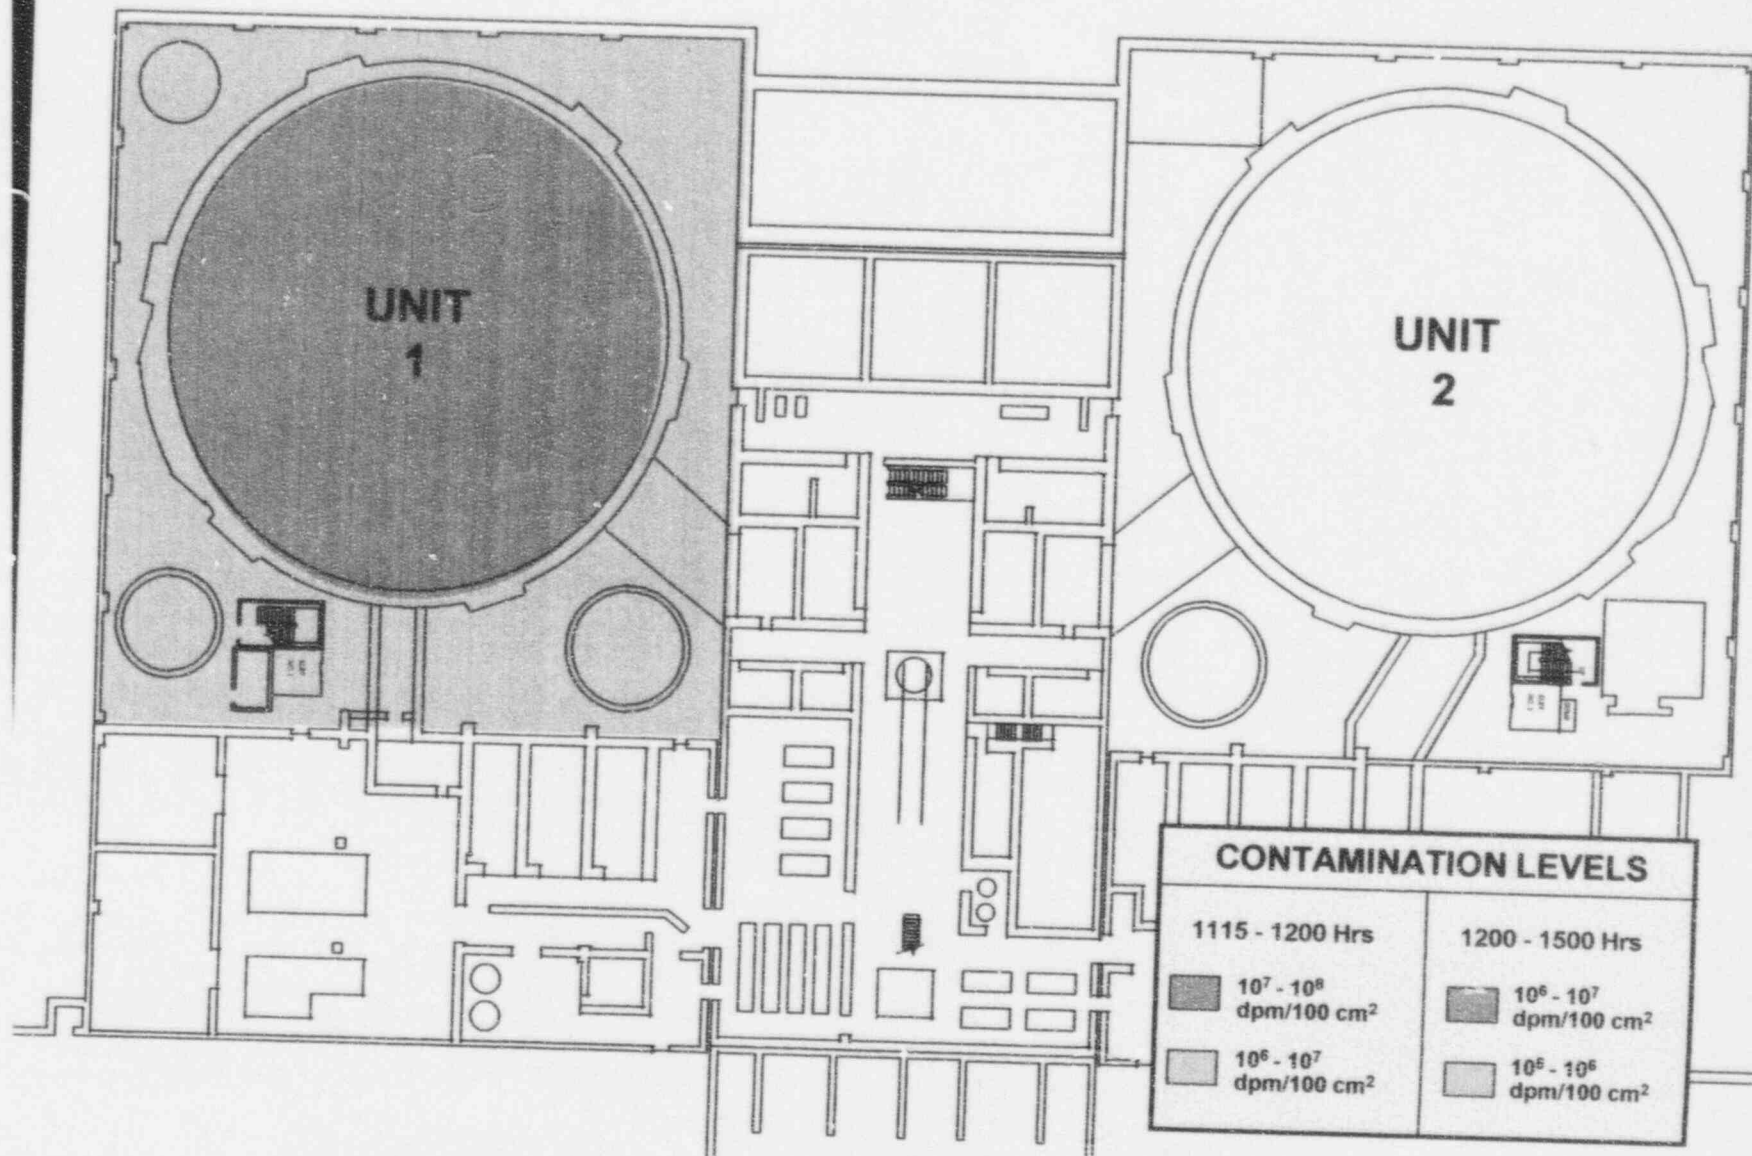 UNIT
1
UNIT
2
CONTAMINATION LEVELS
1115 - 1200 Hrs
10⁷ - 10⁸
dpm/100 cm²
10⁶ - 10⁷
dpm/100 cm²
1200 - 1500 Hrs
10⁶ - 10⁷
dpm/100 cm²
10⁵ - 10⁶
dpm/100 cm²